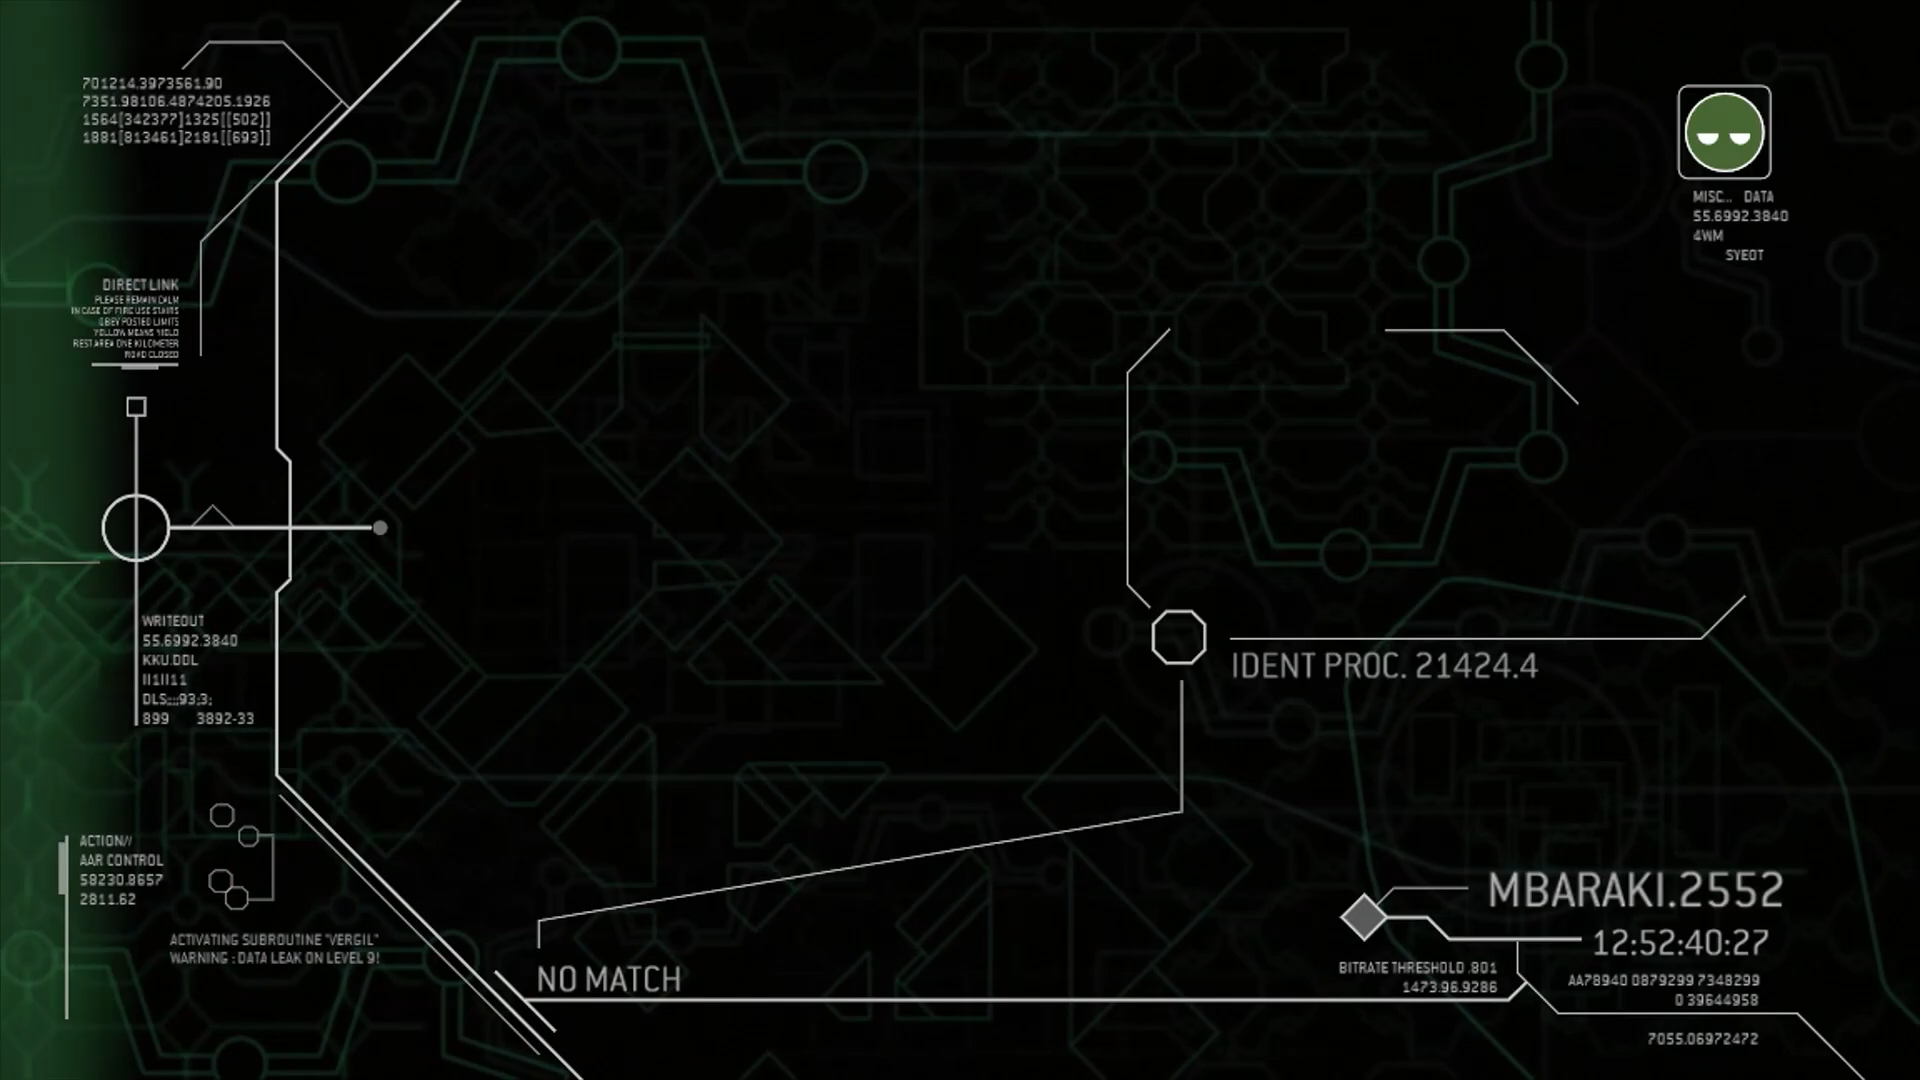 701214.3973561.90
7351.98106.4874205.1926
1564[342377]1325[[502]]
1881[813461]2181[[693]]
MISC... DATA
55.6992.3840
4WM
SYEOT
DIRECT LINK
PLEASE REMAIN CALM
IN CASE OF FIRE USE STAIRS
OBEY POSTED LIMITS
YELLOW MEANS YIELD
REST AREA ONE KILOMETER
ROAD CLOSED
WRITEOUT
55.6992.3840
KKU.DDL
II1II11
DLS;;;;93;3;
899 3892-33
IDENT PROC. 21424.4
ACTION//
AAR CONTROL
58230.8657
2811.62
ACTIVATING SUBROUTINE "VERGIL"
WARNING : DATA LEAK ON LEVEL 9!
NO MATCH
MBARAKI.2552
12:52:40:27
BITRATE THRESHOLD .801
1473.96.9286
AA78940 0879299 7348299
0 39644958
7055.06972472